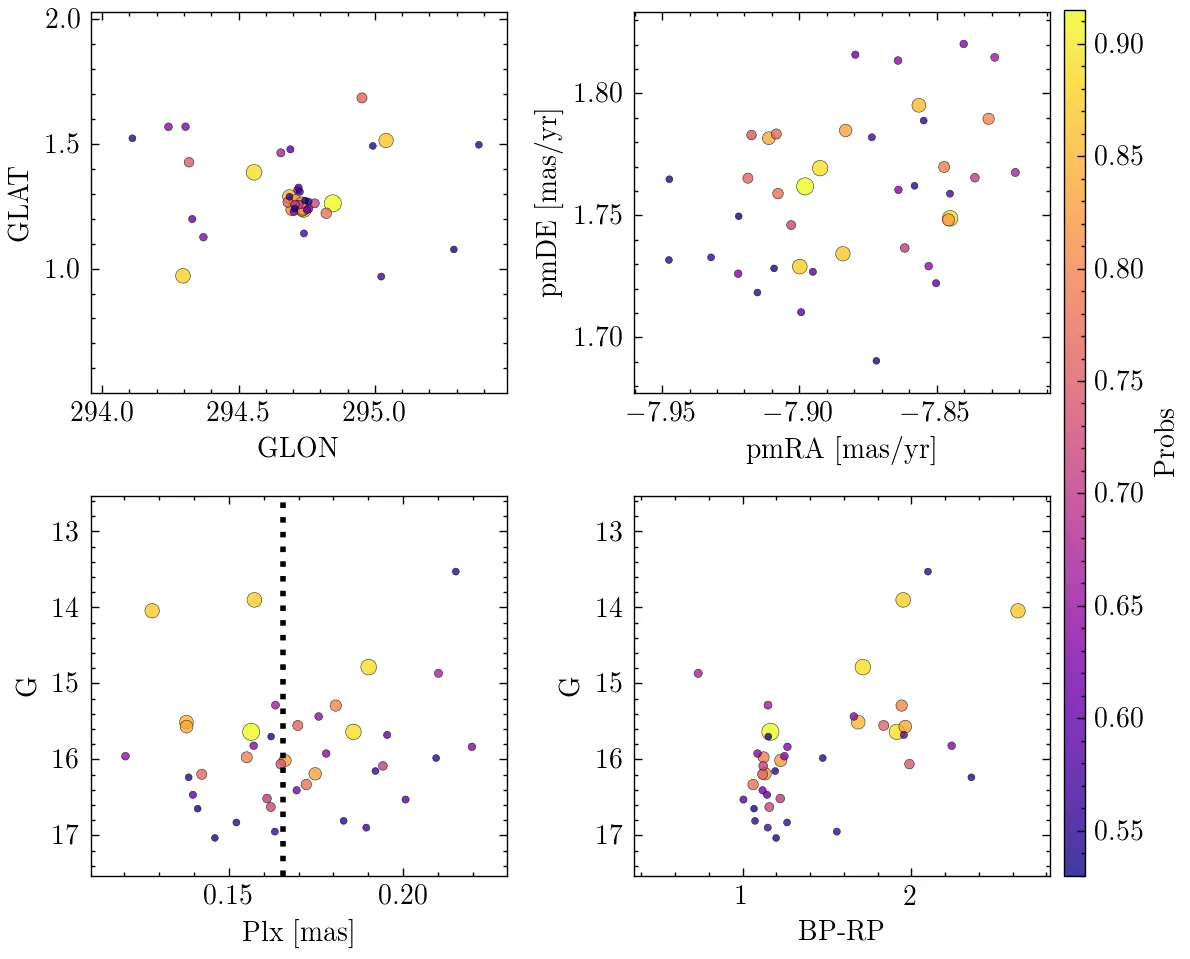 2.0
1.5
1.0
GLAT
294.0 294.5 295.0
GLON
1.80
1.75
1.70
pmDE [mas/yr]
−7.95 −7.90 −7.85
pmRA [mas/yr]
13
14
15
16
17
G
0.15 0.20
Plx [mas]
13
14
15
16
17
G
1 2
BP-RP
0.90
0.85
0.80
0.75
0.70
0.65
0.60
0.55
Probs